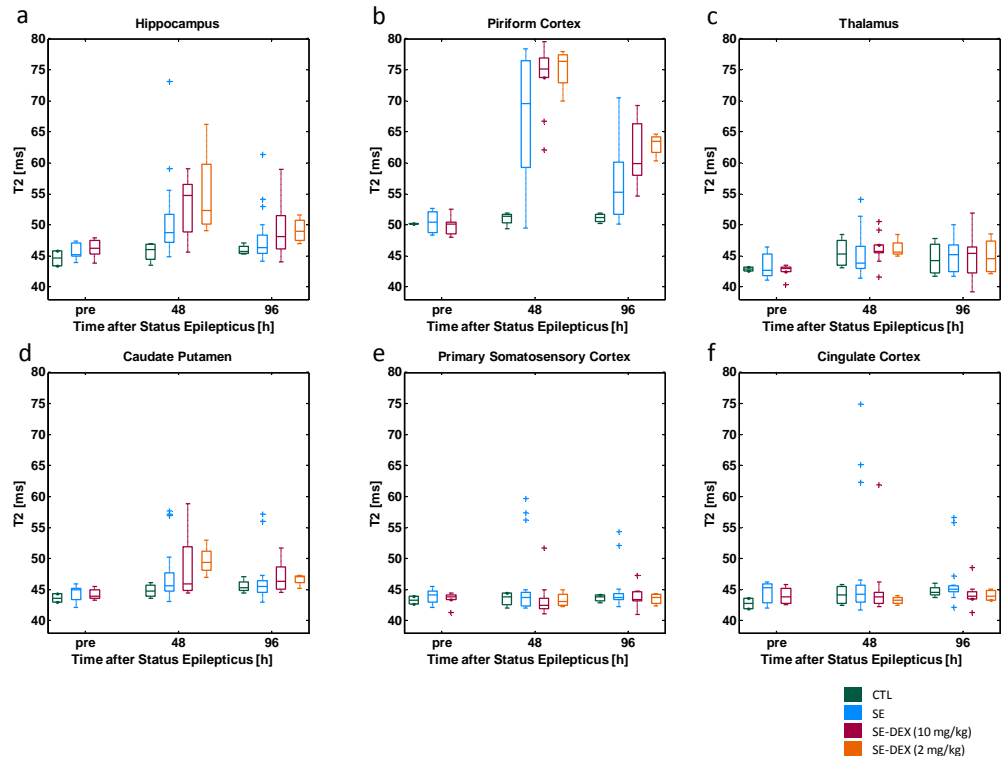 a
Hippocampus
80
75
70
65
60
55
50
45
40
T2 [ms]
pre
48
96
Time after Status Epilepticus [h]
b
Piriform Cortex
80
75
70
65
60
55
50
45
40
T2 [ms]
pre
48
96
Time after Status Epilepticus [h]
c
Thalamus
80
75
70
65
60
55
50
45
40
T2 [ms]
pre
48
96
Time after Status Epilepticus [h]
d
Caudate Putamen
80
75
70
65
60
55
50
45
40
T2 [ms]
pre
48
96
Time after Status Epilepticus [h]
e
Primary Somatosensory Cortex
80
75
70
65
60
55
50
45
40
T2 [ms]
pre
48
96
Time after Status Epilepticus [h]
f
Cingulate Cortex
80
75
70
65
60
55
50
45
40
T2 [ms]
pre
48
96
Time after Status Epilepticus [h]
CTL
SE
SE-DEX (10 mg/kg)
SE-DEX (2 mg/kg)